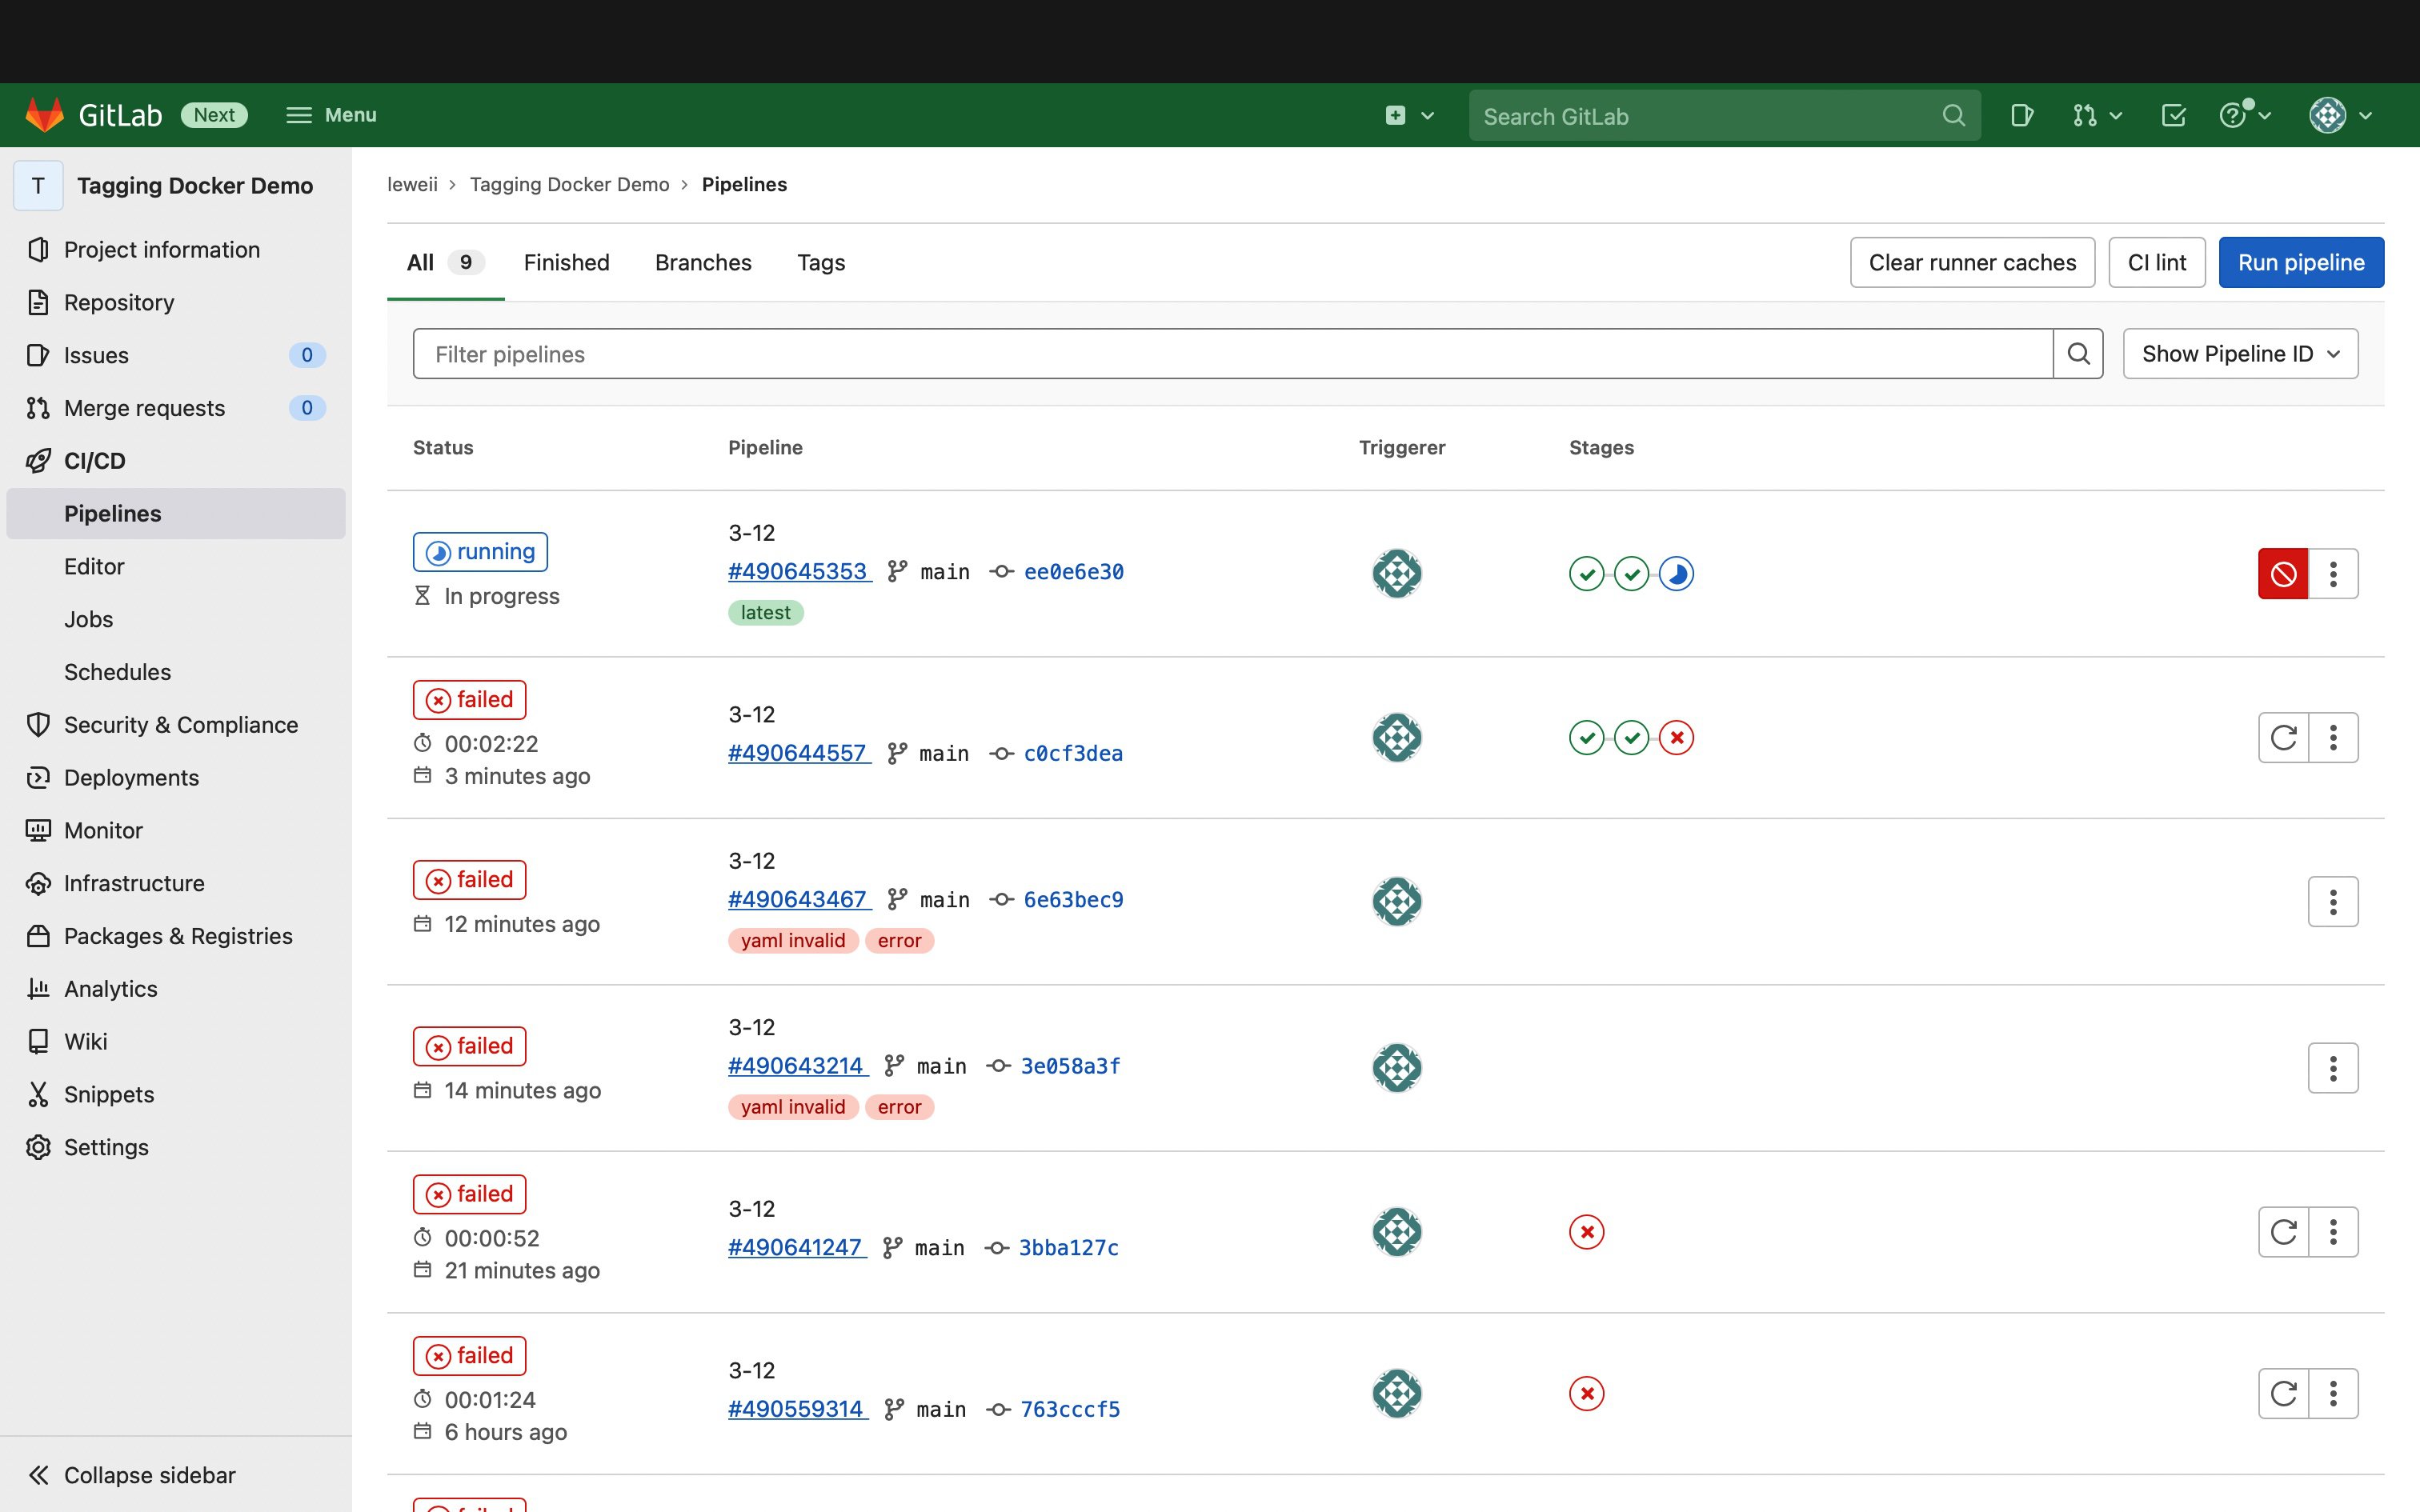 GitLab Next Menu Search GitLab
T Tagging Docker Demo
Project information
Repository
Issues 0
Merge requests 0
CI/CD
Pipelines
Editor
Jobs
Schedules
Security & Compliance
Deployments
Monitor
Infrastructure
Packages & Registries
Analytics
Wiki
Snippets
Settings
Collapse sidebar
leweii › Tagging Docker Demo › Pipelines
All 9 Finished Branches Tags Clear runner caches CI lint Run pipeline
Filter pipelines Show Pipeline ID
Status Pipeline Triggerer Stages
running
In progress
3-12
#490645353 main ee0e6e30
latest
failed
00:02:22
3 minutes ago
3-12
#490644557 main c0cf3dea
failed
12 minutes ago
3-12
#490643467 main 6e63bec9
yaml invalid error
failed
14 minutes ago
3-12
#490643214 main 3e058a3f
yaml invalid error
failed
00:00:52
21 minutes ago
3-12
#490641247 main 3bba127c
failed
00:01:24
6 hours ago
3-12
#490559314 main 763cccf5
failed